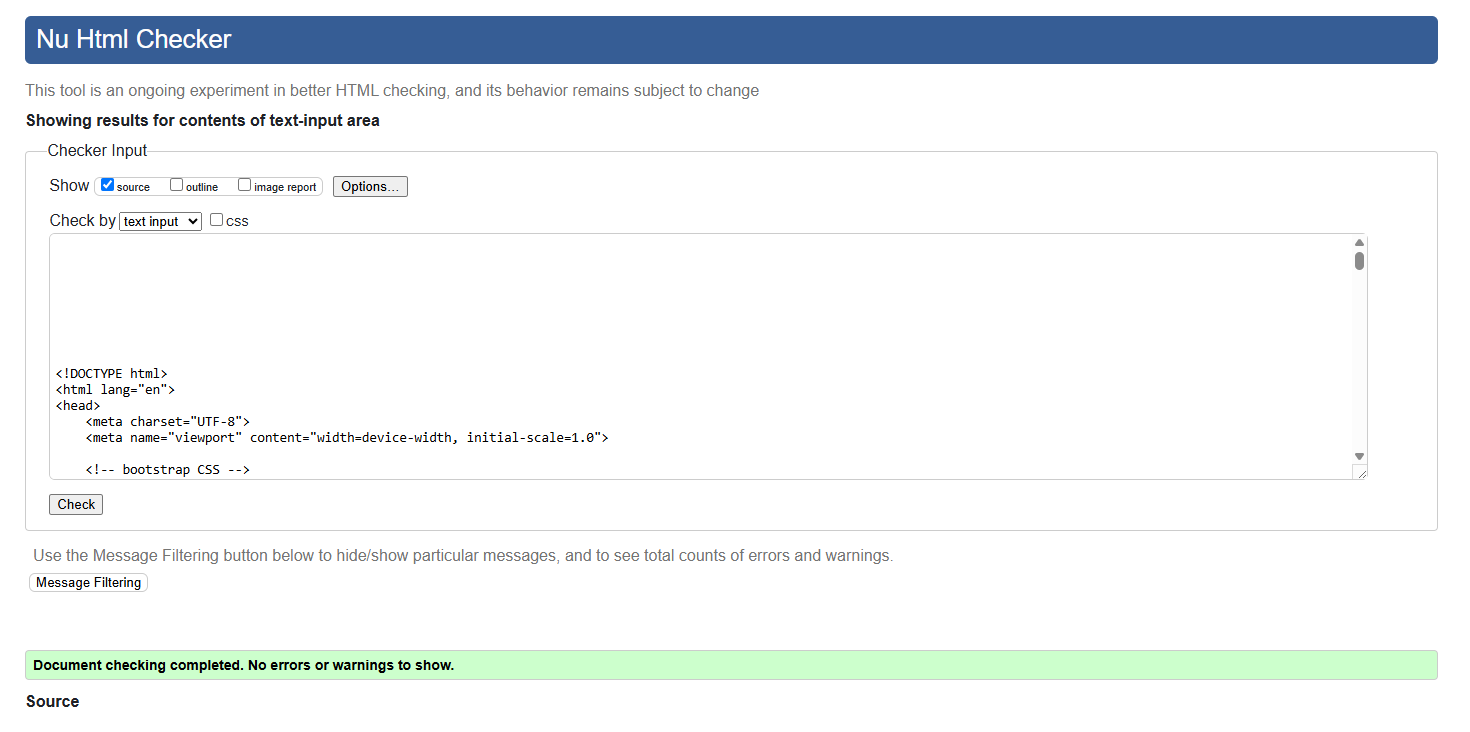 Nu Html Checker
This tool is an ongoing experiment in better HTML checking, and its behavior remains subject to change
Showing results for contents of text-input area
Checker Input
Show source outline image report Options...
Check by text input css
<!DOCTYPE html>
<html lang="en">
<head>
    <meta charset="UTF-8">
    <meta name="viewport" content="width=device-width, initial-scale=1.0">
    <!-- bootstrap CSS -->
Check
Use the Message Filtering button below to hide/show particular messages, and to see total counts of errors and warnings.
Message Filtering
Document checking completed. No errors or warnings to show.
Source